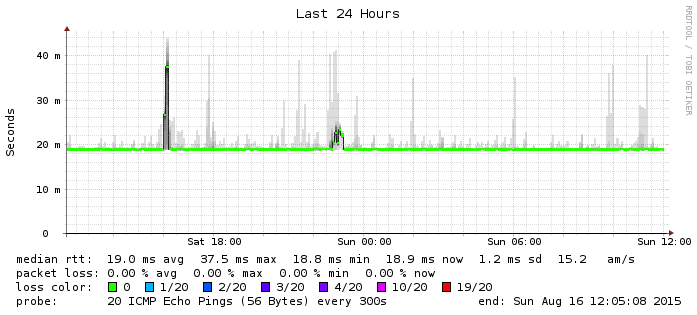 Last 24 Hours
RRDTOOL / TOBI OETIKER
Seconds
40 m
30 m
20 m
10 m
0
Sat 18:00 Sun 00:00 Sun 06:00 Sun 12:00
median rtt: 19.0 ms avg 37.5 ms max 18.8 ms min 18.9 ms now 1.2 ms sd 15.2 am/s
packet loss: 0.00 % avg 0.00 % max 0.00 % min 0.00 % now
loss color: 0 1/20 2/20 3/20 4/20 10/20 19/20
probe: 20 ICMP Echo Pings (56 Bytes) every 300s end: Sun Aug 16 12:05:08 2015